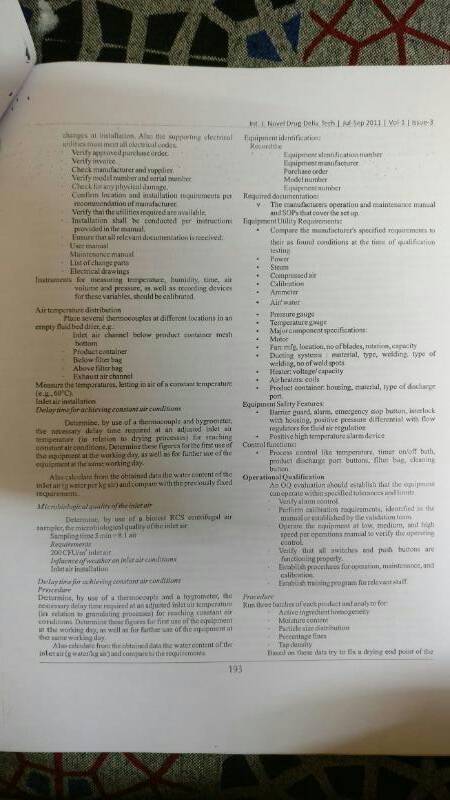 Int. J. Novel Drug Deliv. Tech | Jul-Sep 2011 | Vol-1 | Issue-3
changes at installation. Also the supporting electrical
utilities must meet all electrical codes.
· Verify approved purchase order.
· Verify invoice.
· Check manufacturer and supplier.
· Verify model number and serial number
· Check for any physical damage.
· Confirm location and installation requirements per
recommendation of manufacturer.
· Verify that the utilities required are available.
· Installation shall be conducted per instructions
provided in the manual.
· Ensure that all relevant documentation is received:
· User manual
· Maintenance manual
· List of change parts
· Electrical drawings
Instruments for measuring temperature, humidity, time, air
volume and pressure, as well as recording devices
for these variables, should be calibrated.
Air temperature distribution
Place several thermocouples at different locations in an
empty fluid bed drier, e.g.:
· Inlet air channel below product container mesh
bottom
· Product container
· Below filter bag
· Above filter bag
· Exhaust air channel
Measure the temperatures, letting in air of a constant temperature
(e.g., 60°C).
Inlet air installation
Delay time for achieving constant air conditions
Determine, by use of a thermocouple and hygrometer,
the necessary delay time required at an adjusted inlet air
temperature (in relation to drying processes) for reaching
constant air conditions. Determine these figures for the first use of
the equipment at the working day, as well as for further use of the
equipment at the same working day.
Also calculate from the obtained data the water content of the
inlet air (g water per kg air) and compare with the previously fixed
requirements.
Microbiological quality of the inlet air
Determine, by use of a biotest RCS centrifugal air
sampler, the microbiological quality of the inlet air:
Sampling time 5 min = 8:1 air
Requirements
200 CFU/m³ inlet air
Influence of weather on inlet air conditions
Inlet air installation
Delay time for achieving constant air conditions
Procedure
Determine, by use of a thermocouple and a hygrometer, the
necessary delay time required at an adjusted inlet air temperature
(in relation to granulating processes) for reaching constant air
conditions. Determine these figures for first use of the equipment
at the working day, as well as for further use of the equipment at
the same working day.
Also calculate from the obtained data the water content of the
inlet air (g water/kg air) and compare to the requirements.
Equipment identification:
Record the
Equipment identification number
Equipment manufacturer
Purchase order
Model number
Equipment number
Required documentation:
v The manufacturers operation and maintenance manual
and SOPs that cover the set up.
Equipment Utility Requirements:
• Compare the manufacturer's specified requirements to
their as found conditions at the time of qualification
testing
• Power
• Steam
• Compressed air
• Calibration
• Ammeter
• Air/ water
• Pressure gauge
• Temperature gauge
• Major component specifications:
• Motor
• Fan: mfg, location, no of blades, rotation, capacity
• Ducting systems : material, type, welding, type of
welding, no of weld spots
• Heater: voltage/ capacity
• Air heaters: coils
• Product container: housing, material, type of discharge
port.
Equipment Safety Features:
• Barrier guard, alarm, emergency stop button, interlock
with housing, positive pressure differential with flow
regulators for fluid air regulation
• Positive high temperature alarm device
Control functions:
• Process control like temperature, timer on/off bath,
product discharge port buttons, filter bag, cleaning
button.
Operational Qualification
An OQ evaluation should establish that the equipment
can operate within specified tolerances and limits.
· Verify alarm control.
· Perform calibration requirements, identified in the
manual or established by the validation team.
· Operate the equipment at low, medium, and high
speed per operations manual to verify the operating
control.
· Verify that all switches and push buttons are
functioning properly.
· Establish procedures for operation, maintenance, and
calibration.
· Establish training program for relevant staff.
Procedure
Run three batches of each product and analyze for:
· Active ingredient homogeneity
· Moisture content
· Particle size distribution
· Percentage fines
· Tap density
Based on these data try to fix a drying end point of the
193